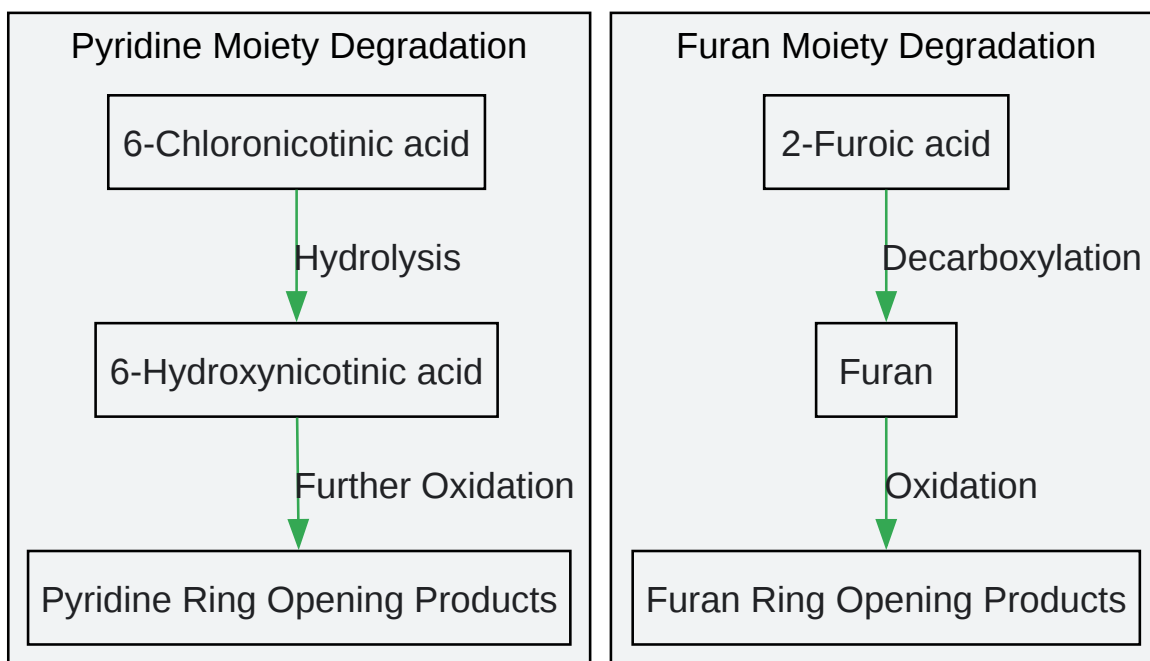 Pyridine Moiety Degradation
6-Chloronicotinic acid
Hydrolysis
6-Hydroxynicotinic acid
Further Oxidation
Pyridine Ring Opening Products
Furan Moiety Degradation
2-Furoic acid
Decarboxylation
Furan
Oxidation
Furan Ring Opening Products